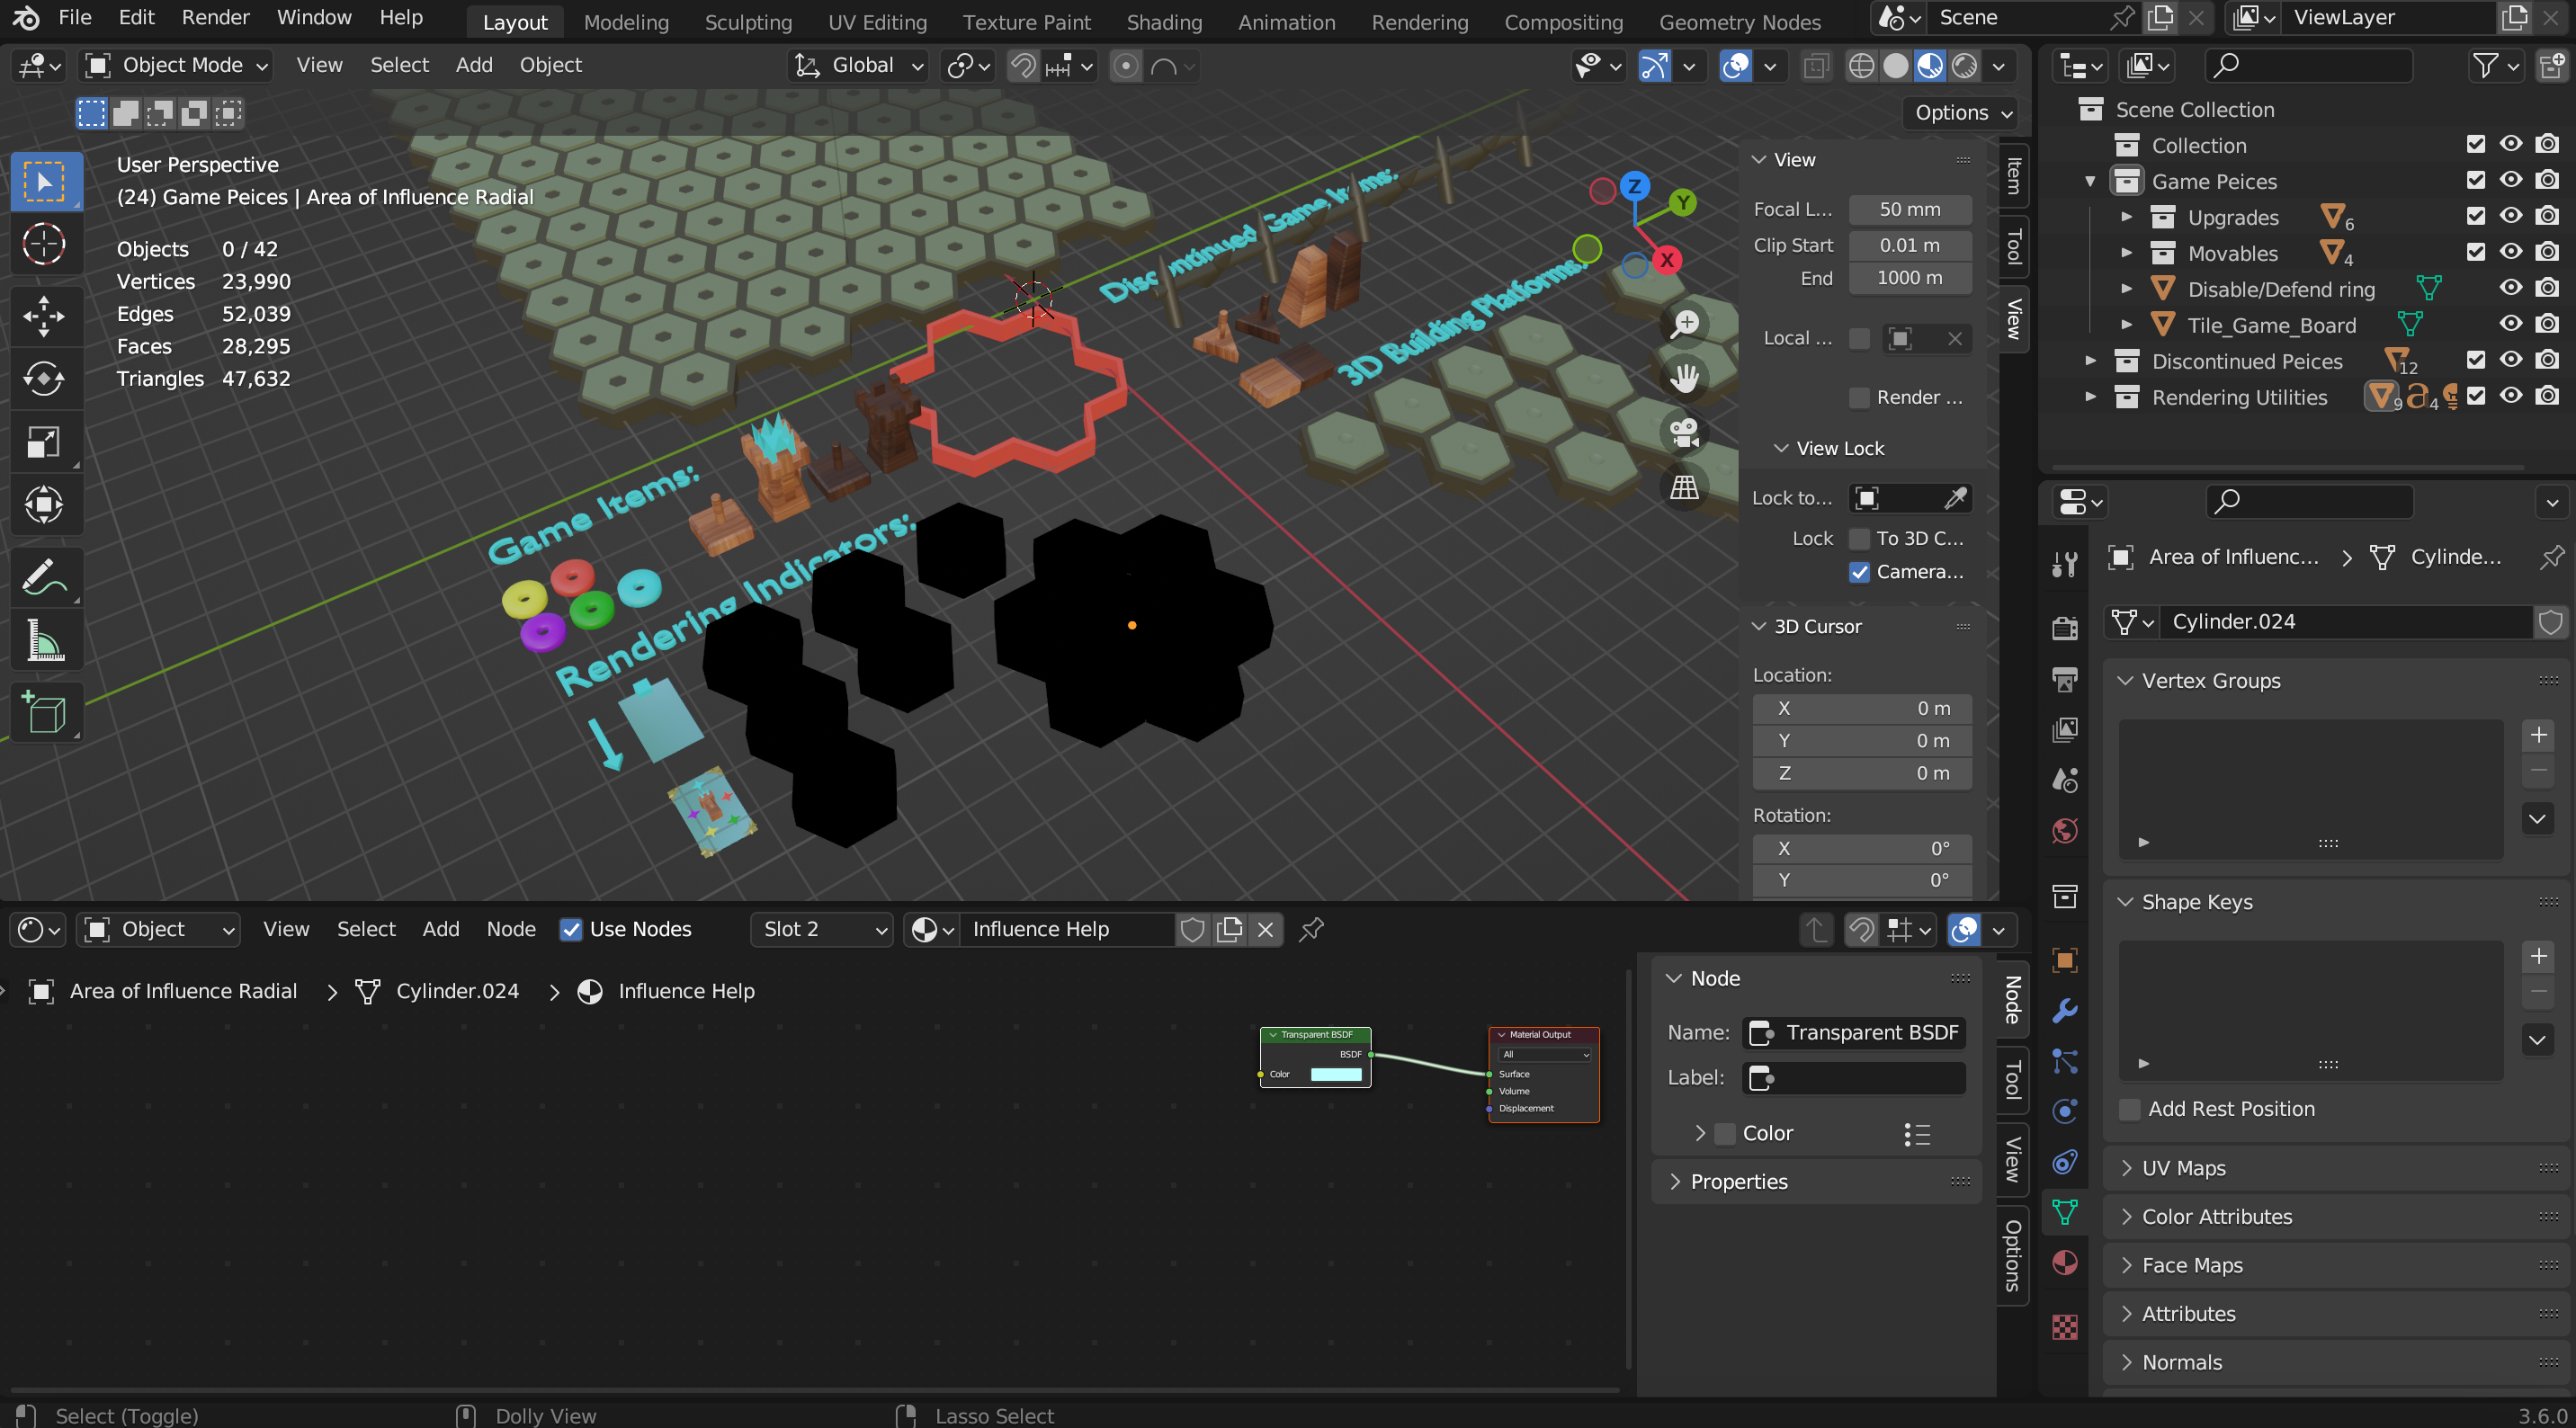 File Edit Render Window Help Layout Modeling Sculpting UV Editing Texture Paint Shading Animation Rendering Compositing Geometry Nodes Scene ViewLayer
Object Mode View Select Add Object Global
Options
User Perspective
(24) Game Peices | Area of Influence Radial
Objects 0 / 42
Vertices 23,990
Edges 52,039
Faces 28,295
Triangles 47,632
Game Items:
Rendering Indicators:
3D Building Platforms:
Z
Y
X
View
Focal L... 50 mm
Clip Start 0.01 m
End 1000 m
Local ...
Render ...
View Lock
Lock to...
Lock To 3D C...
Camera...
3D Cursor
Location:
X 0 m
Y 0 m
Z 0 m
Rotation:
X 0°
Y 0°
Item
Tool
View
Scene Collection
Collection
Game Peices
Upgrades 6
Movables 4
Disable/Defend ring
Tile_Game_Board
Discontinued Peices 12
Rendering Utilities 9 a 4
Area of Influenc... Cylinde...
Cylinder.024
Vertex Groups
Shape Keys
Add Rest Position
UV Maps
Color Attributes
Face Maps
Attributes
Normals
Object View Select Add Node Use Nodes Slot 2 Influence Help
Area of Influence Radial Cylinder.024 Influence Help
Transparent BSDF
BSDF
Color
Material Output
All
Surface
Volume
Displacement
Node
Name: Transparent BSDF
Label:
Color
Properties
Node
Tool
View
Options
Select (Toggle) Dolly View Lasso Select 3.6.0